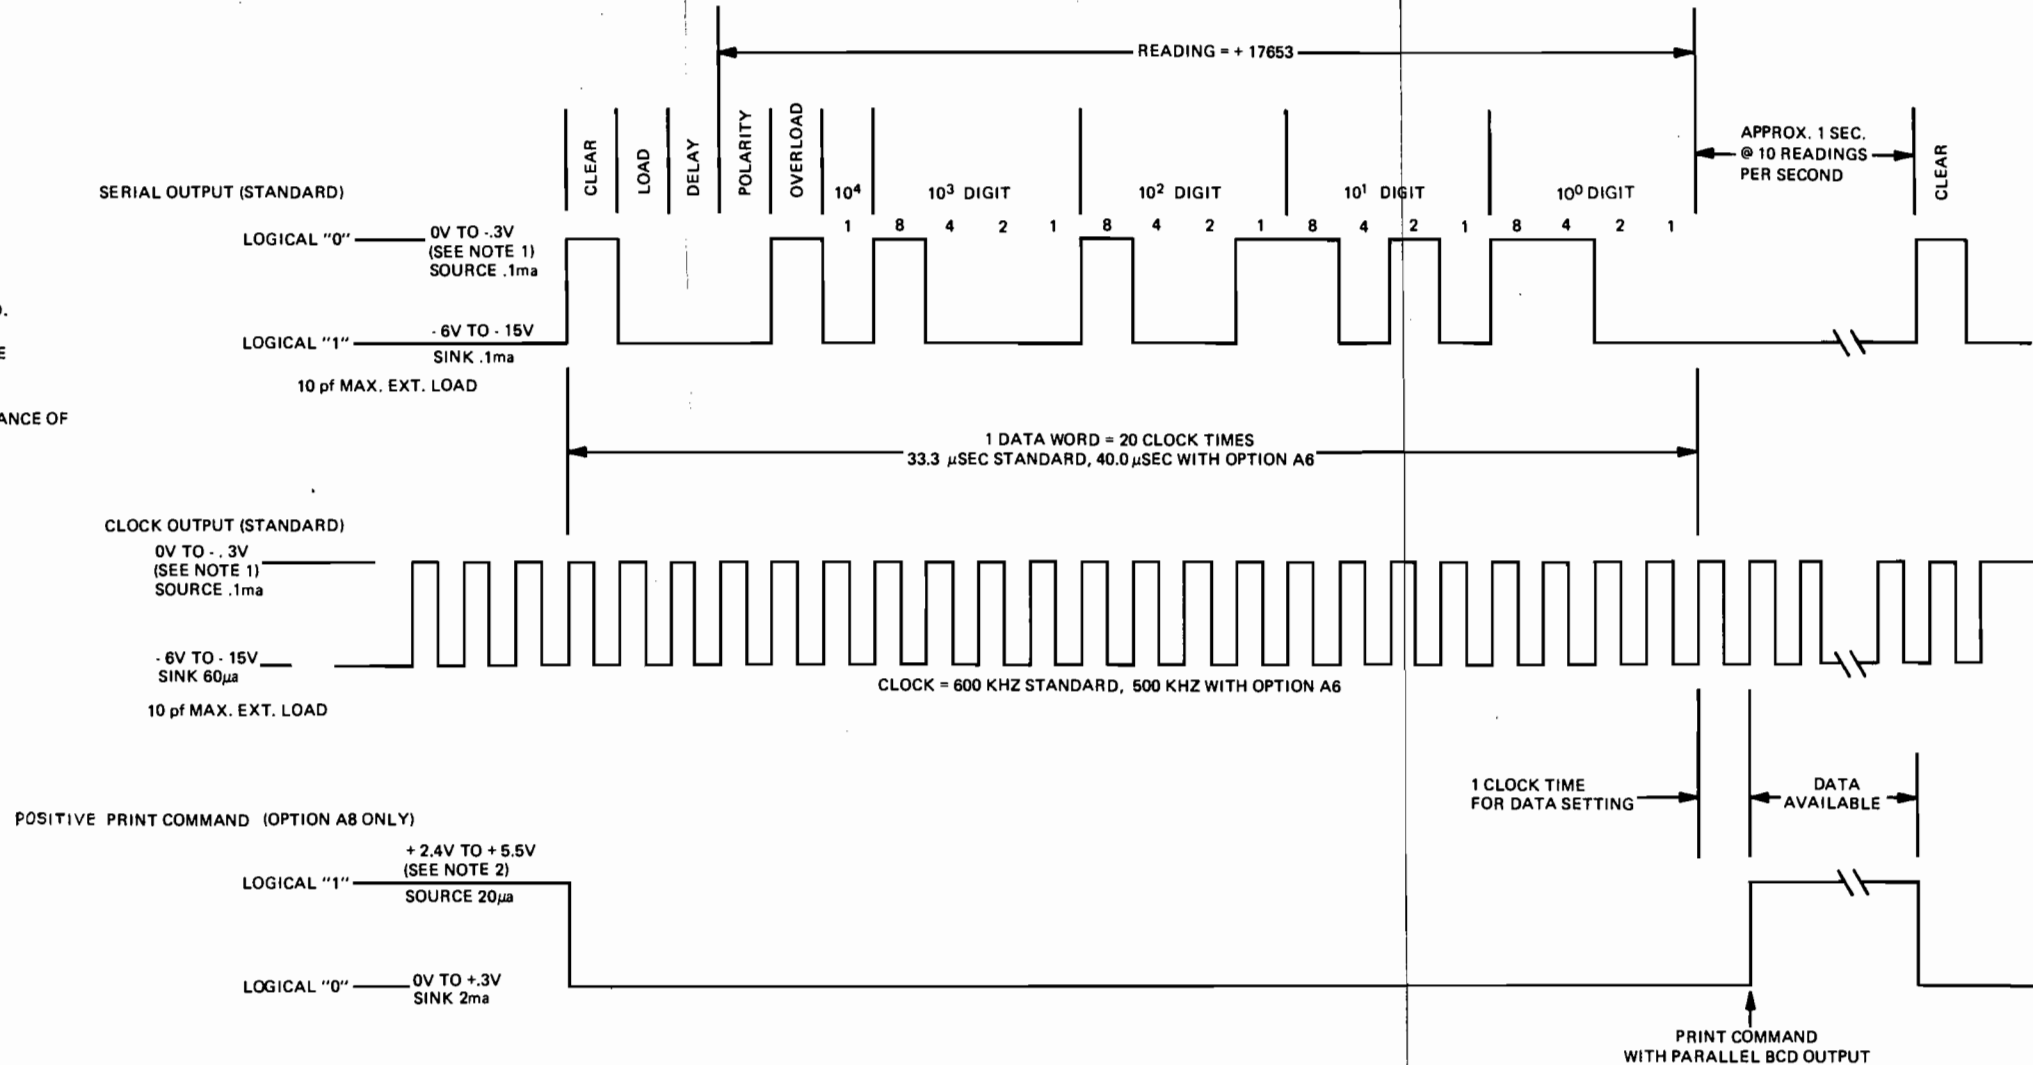 READING = + 17653
CLEAR
LOAD
DELAY
POLARITY
OVERLOAD
10⁴
10³ DIGIT
10² DIGIT
10¹ DIGIT
10⁰ DIGIT
APPROX. 1 SEC.
@ 10 READINGS
PER SECOND
CLEAR
SERIAL OUTPUT (STANDARD)
1 8 4 2 1 8 4 2 1 8 4 2 1 8 4 2 1
LOGICAL "0"
0V TO -.3V
(SEE NOTE 1)
SOURCE .1ma
LOGICAL "1"
- 6V TO - 15V
SINK .1ma
10 pf MAX. EXT. LOAD
ANCE OF
1 DATA WORD = 20 CLOCK TIMES
33.3 µSEC STANDARD, 40.0 µSEC WITH OPTION A6
CLOCK OUTPUT (STANDARD)
0V TO - . 3V
(SEE NOTE 1)
SOURCE .1ma
- 6V TO - 15V
SINK 60µa
CLOCK = 600 KHZ STANDARD, 500 KHZ WITH OPTION A6
10 pf MAX. EXT. LOAD
1 CLOCK TIME
FOR DATA SETTING
DATA
AVAILABLE
POSITIVE PRINT COMMAND (OPTION A8 ONLY)
+ 2.4V TO + 5.5V
(SEE NOTE 2)
LOGICAL "1"
SOURCE 20µa
LOGICAL "0"
0V TO +.3V
SINK 2ma
PRINT COMMAND
WITH PARALLEL BCD OUTPUT